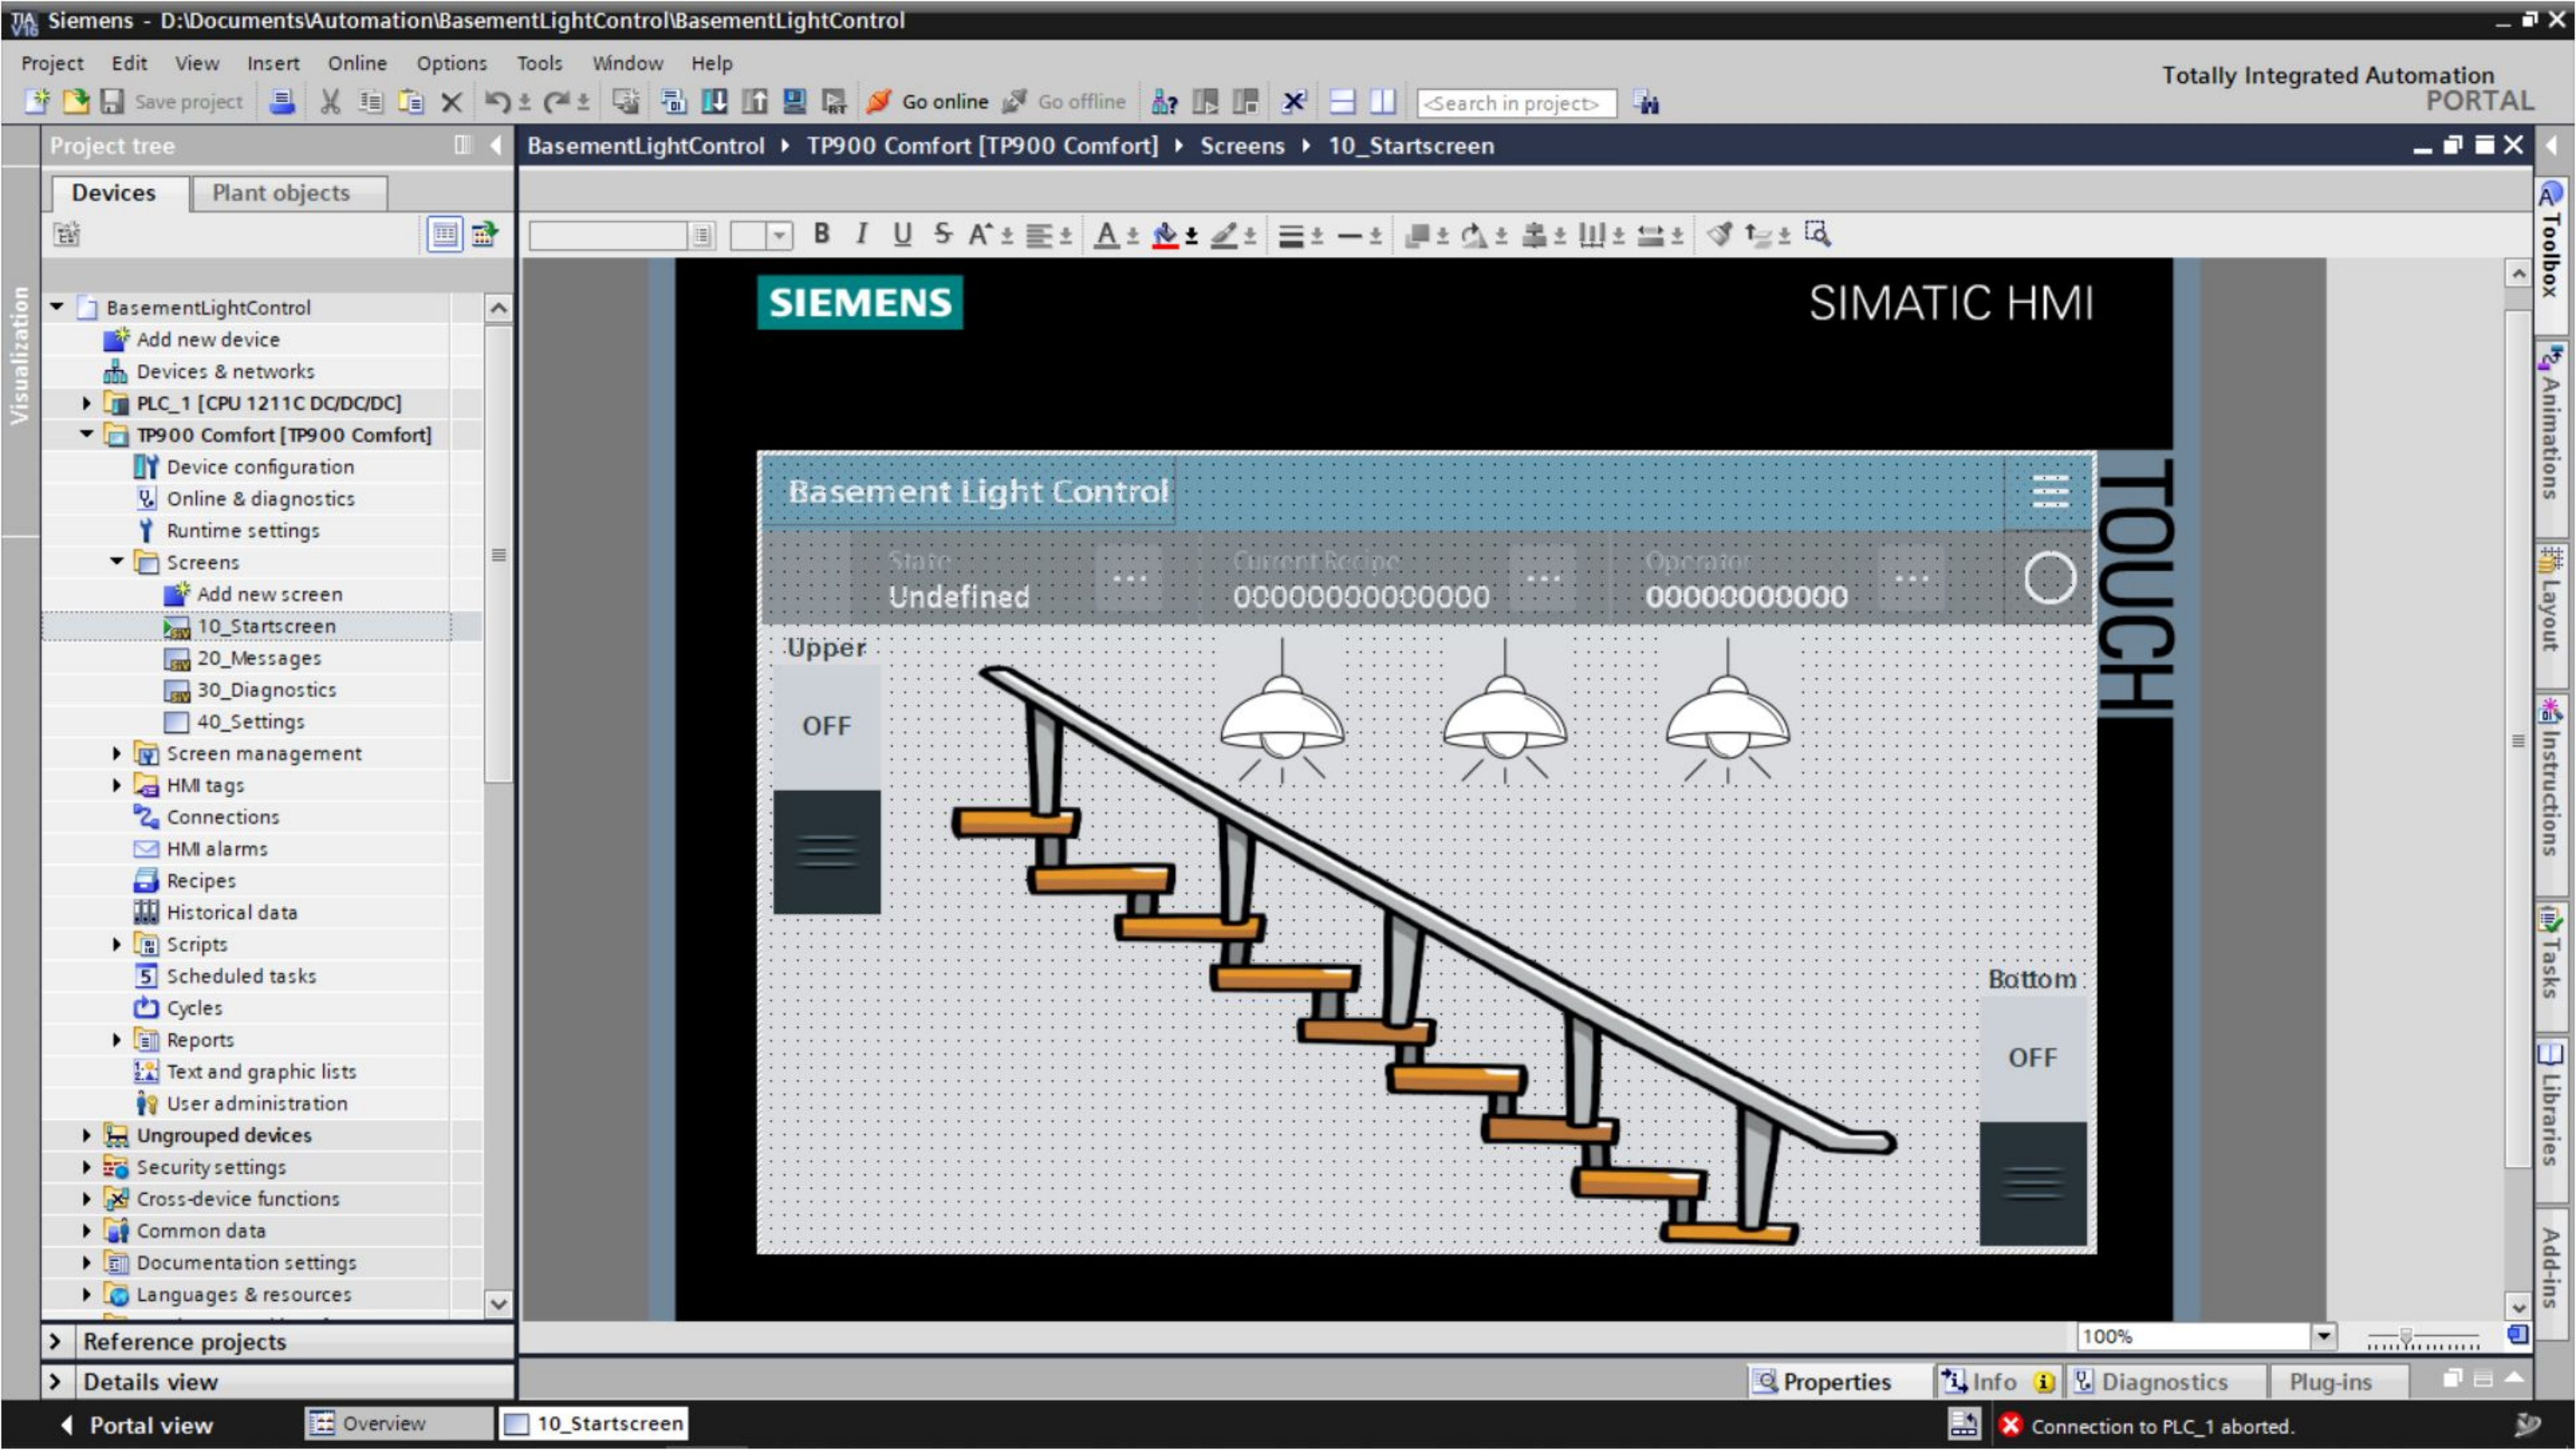 TIA V16 Siemens - D:\Documents\Automation\BasementLightControl\BasementLightControl
Project Edit View Insert Online Options Tools Window Help
Totally Integrated Automation
PORTAL
Save project Go online Go offline <Search in project>
Project tree
BasementLightControl TP900 Comfort [TP900 Comfort] Screens 10_Startscreen
Devices Plant objects
B I U S A A
Visualization
BasementLightControl
Add new device
Devices & networks
PLC_1 [CPU 1211C DC/DC/DC]
TP900 Comfort [TP900 Comfort]
Device configuration
Online & diagnostics
Runtime settings
Screens
Add new screen
10_Startscreen
20_Messages
30_Diagnostics
40_Settings
Screen management
HMI tags
Connections
HMI alarms
Recipes
Historical data
Scripts
Scheduled tasks
Cycles
Reports
Text and graphic lists
User administration
Ungrouped devices
Security settings
Cross-device functions
Common data
Documentation settings
Languages & resources
Reference projects
Details view
SIEMENS
SIMATIC HMI
TOUCH
Basement Light Control
State Current Recipe Operator
Undefined ... 00000000000000 ... 00000000000 ...
Upper
OFF
Bottom
OFF
Toolbox
Animations
Layout
Instructions
Tasks
Libraries
Add-ins
100%
Properties Info Diagnostics Plug-ins
Portal view Overview 10_Startscreen Connection to PLC_1 aborted.